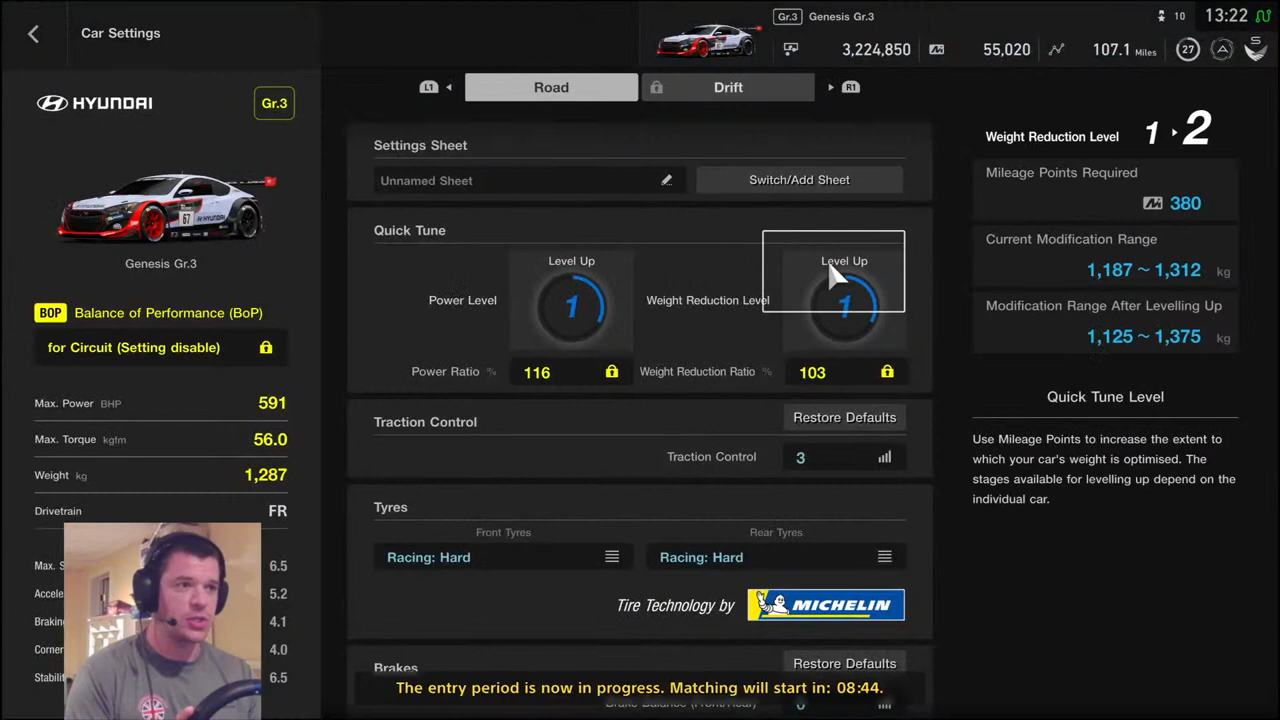 Car Settings
Gr.3 Genesis Gr.3
10 13:22
3,224,850 55,020 107.1 Miles 27 A S
HYUNDAI Gr.3
Genesis Gr.3
BOP Balance of Performance (BoP)
for Circuit (Setting disable)
Max. Power BHP 591
Max. Torque kgfm 56.0
Weight kg 1,287
Drivetrain FR
Max. S 6.5
Accele 5.2
Braking 4.1
Corner 4.0
Stabili 6.5
L1 Road Drift R1
Settings Sheet
Unnamed Sheet Switch/Add Sheet
Quick Tune
Level Up Level Up
Power Level 1 Weight Reduction Level 1
Power Ratio % 116 Weight Reduction Ratio % 103
Traction Control Restore Defaults
Traction Control 3
Tyres
Front Tyres Rear Tyres
Racing: Hard Racing: Hard
Tire Technology by MICHELIN
Brakes Restore Defaults
The entry period is now in progress. Matching will start in: 08:44.
Weight Reduction Level 1 2
Mileage Points Required
380
Current Modification Range
1,187 ~ 1,312 kg
Modification Range After Levelling Up
1,125 ~ 1,375 kg
Quick Tune Level
Use Mileage Points to increase the extent to
which your car's weight is optimised. The
stages available for levelling up depend on the
individual car.